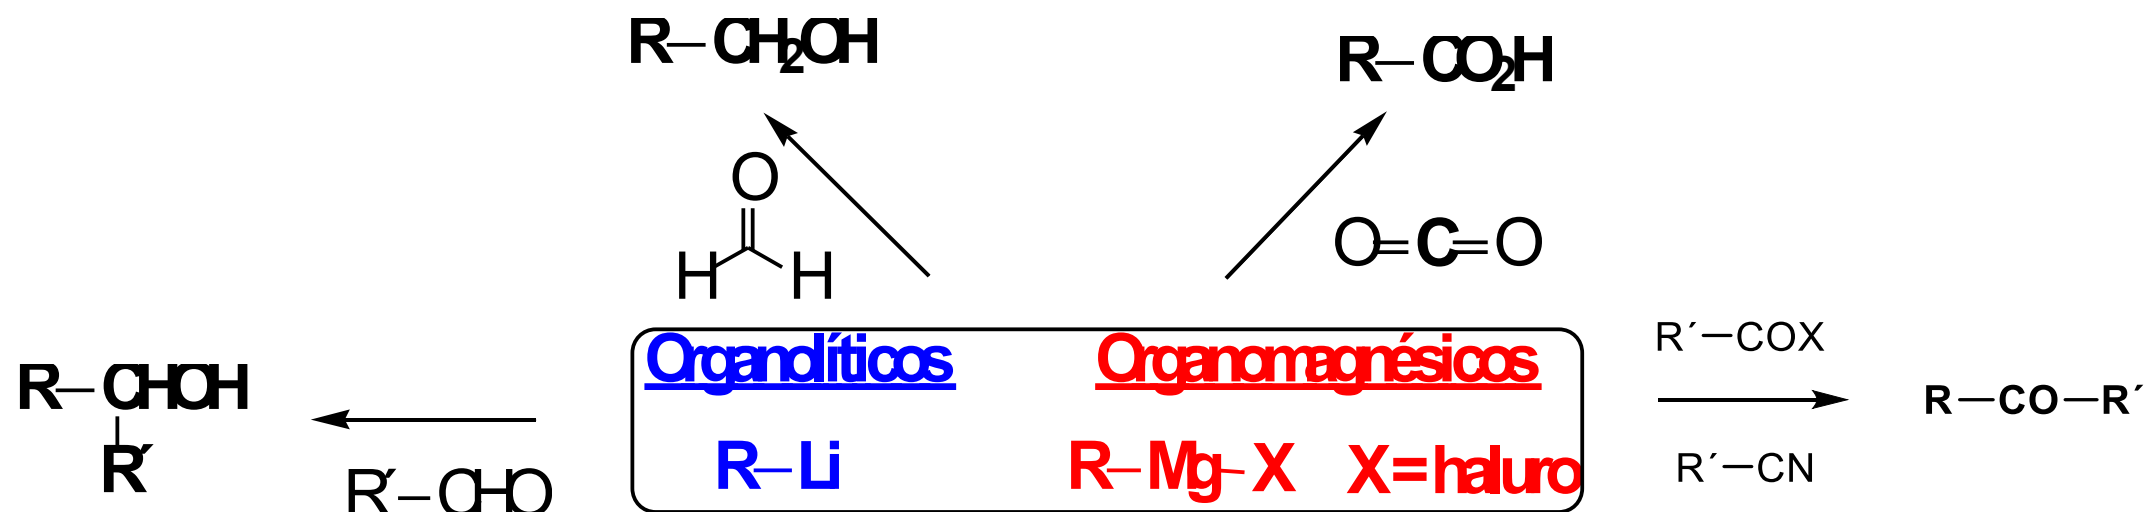 R–CH2OH
R–CO2H
O
H H
O=C=O
Organolíticos Organomagnésicos
R´–COX
R–CHOH
R´
R–CO–R´
R–Li R–Mg–X X=haluro
R´–CN
R´–CHO